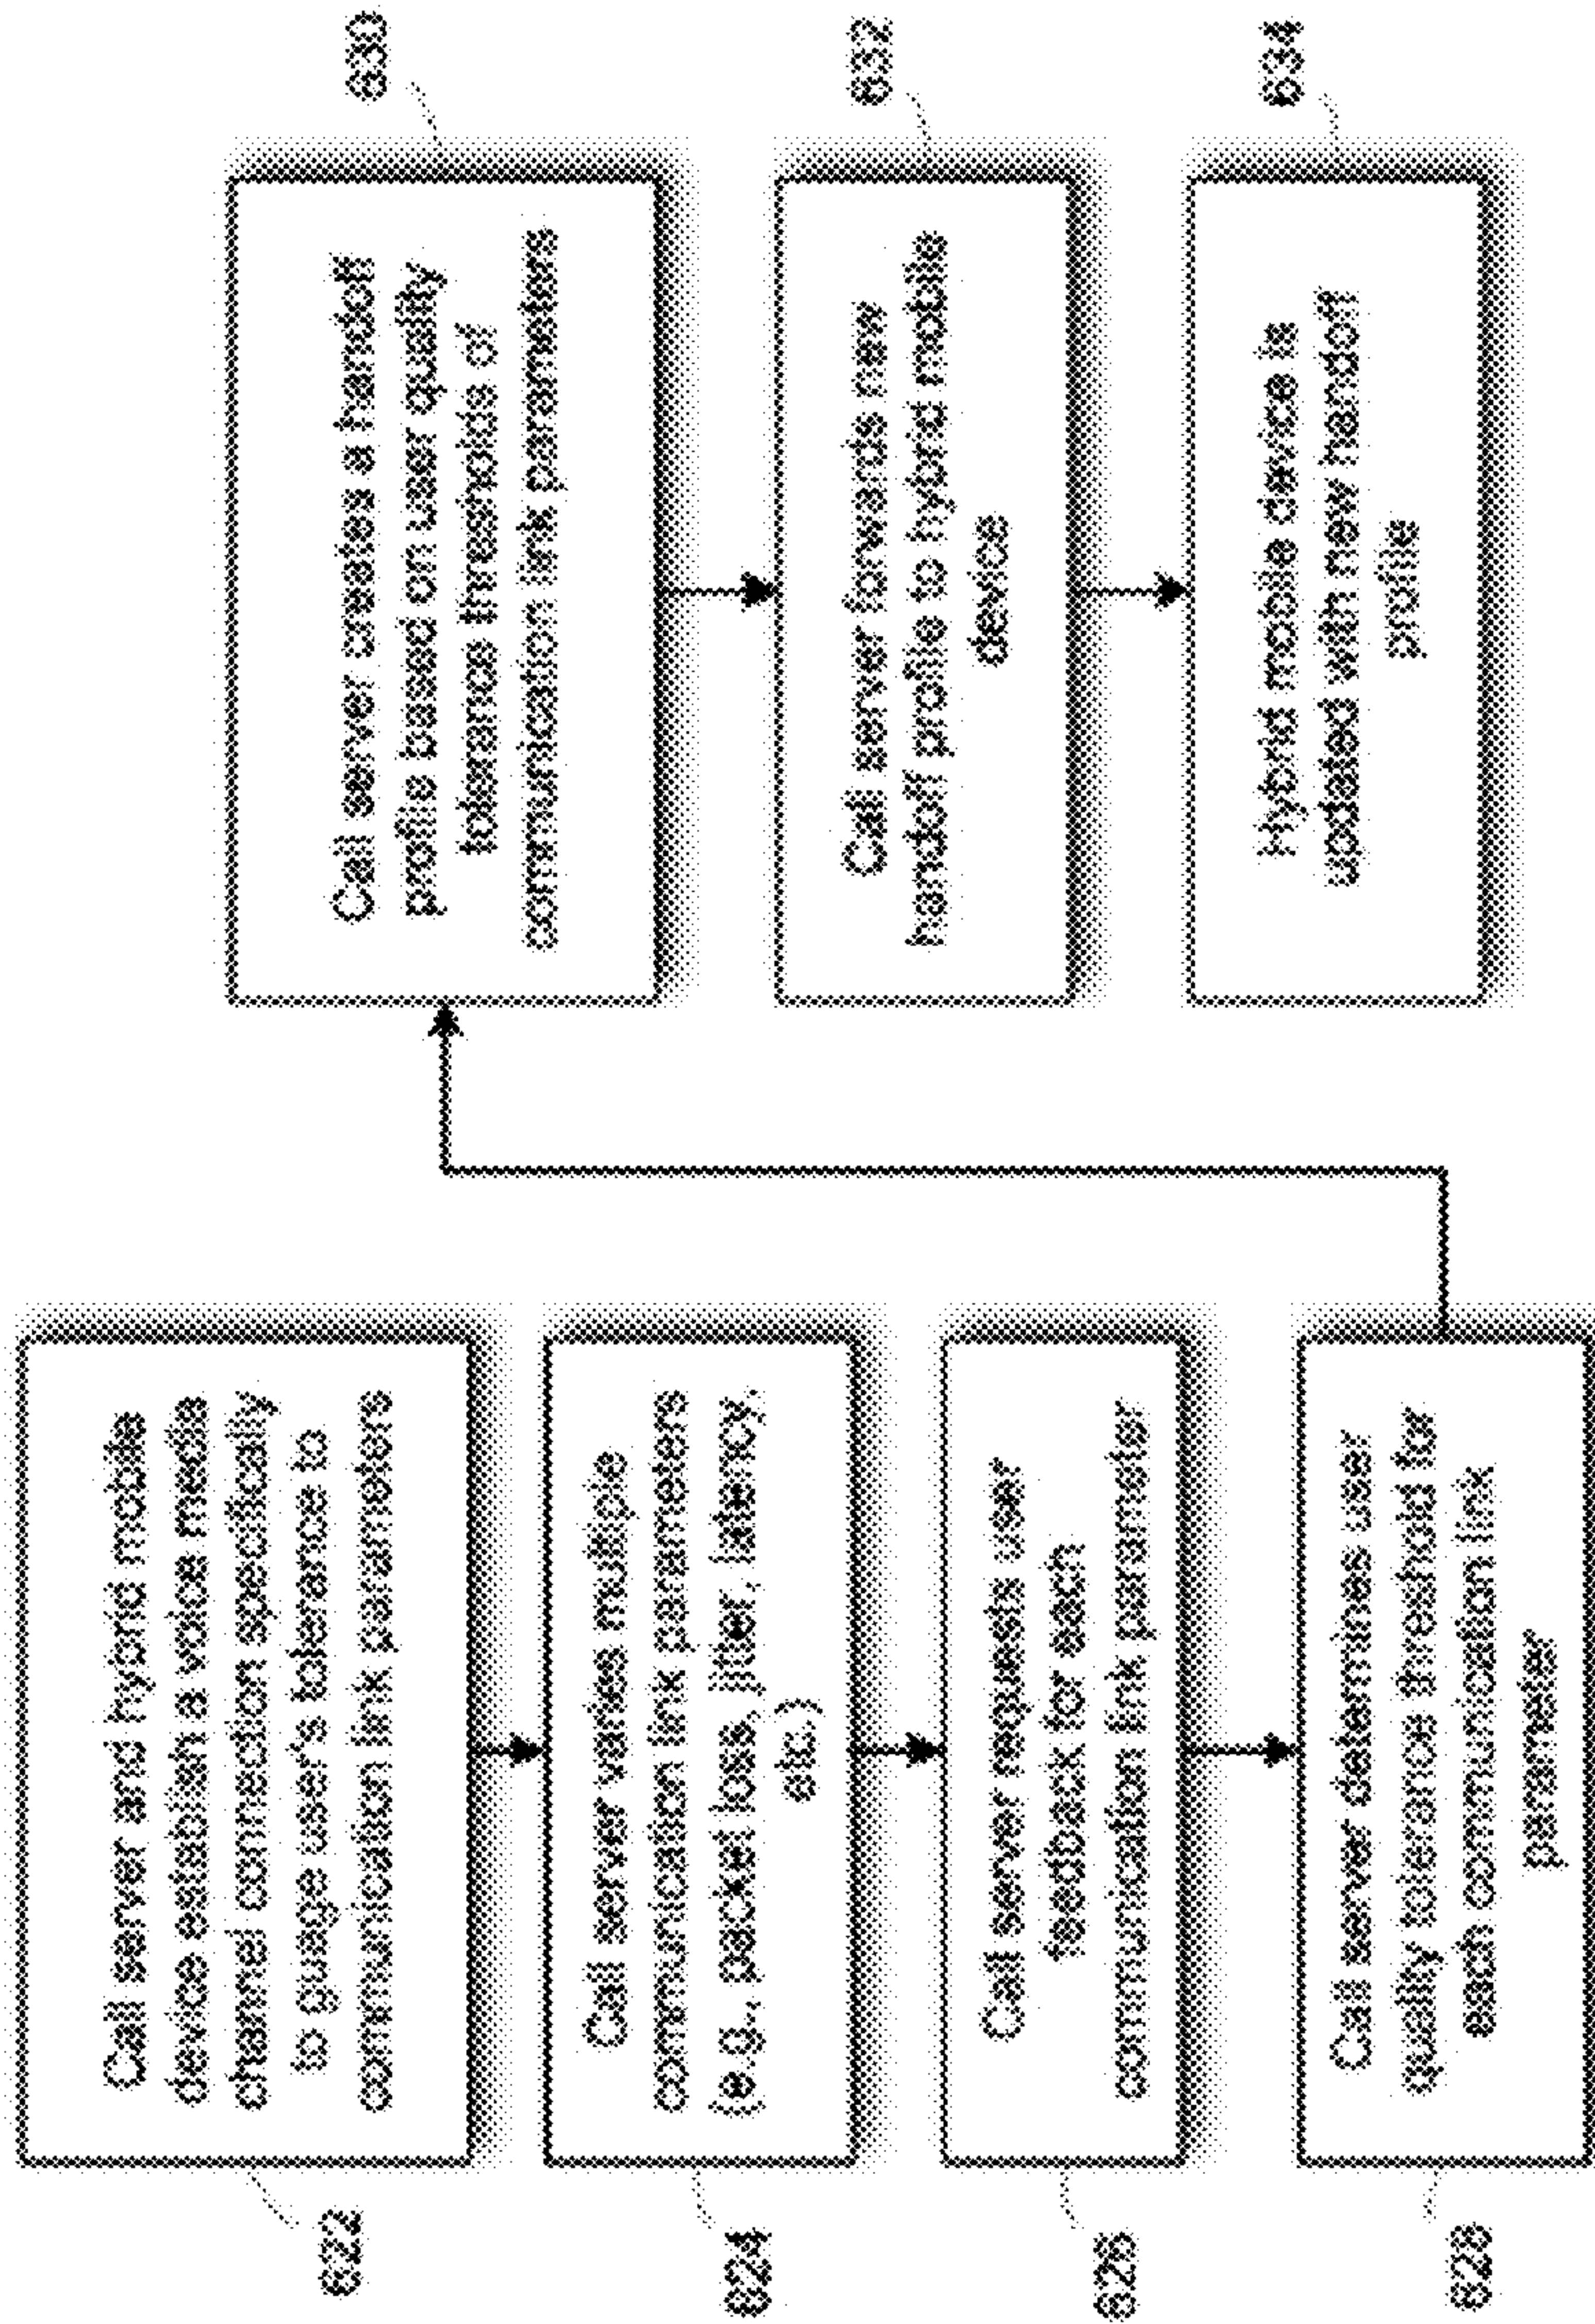 622
Call server and hybrid mobile
device establish a voice media
channel connection specifically
to guage user's tolerance to
communication link parameters
624
Call server varies multiple
communication link parameters
(e.g., packet loss, jitter, latency,
etc.)
626
Call server requests user
feedback for each
communication link parameter
628
Call server determines user
quality tolerance threshold for
each communication link
parameter
630
Call server creates a handoff
profile based on user quality
tolerance thresholds of
communication link parameters
632
Call server forwards new
handoff profile to hybrid mobile
device
634
Hybrid mobile device is
updated with new handoff
profile